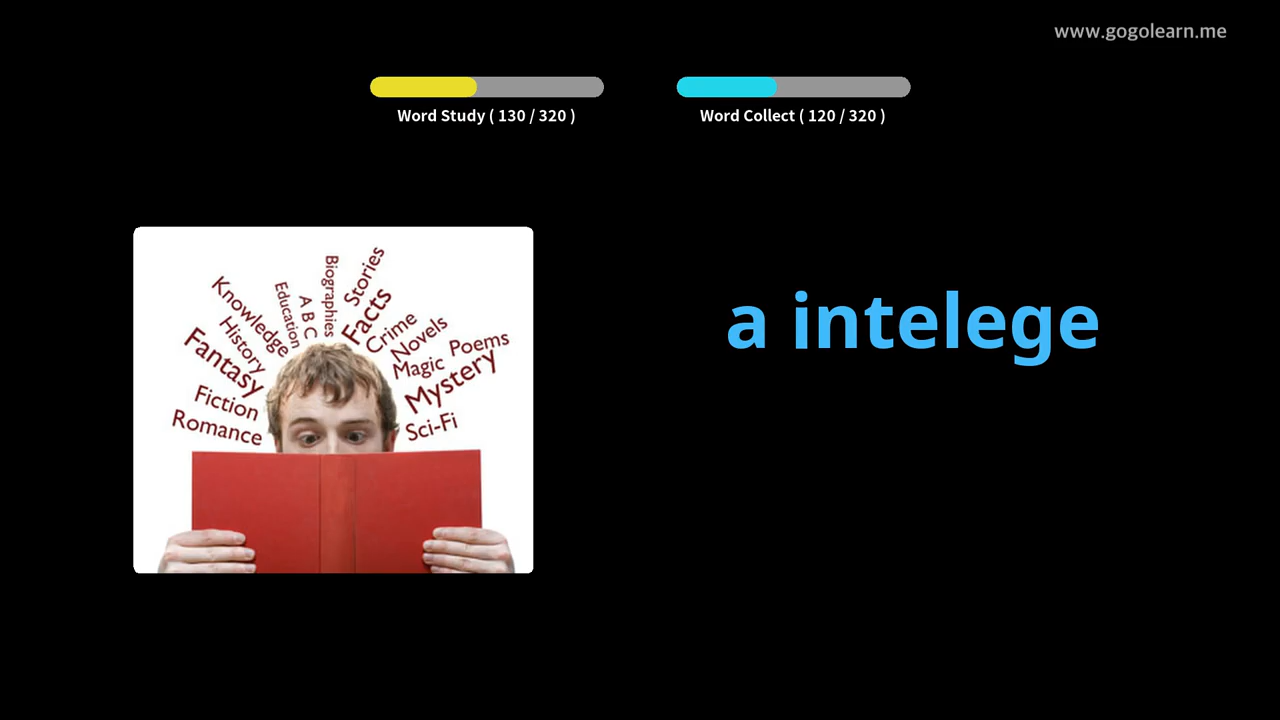 www.gogolearn.me
Word Study ( 130 / 320 )
Word Collect ( 120 / 320 )
a intelege
Romance
Fiction
Fantasy
History
Knowledge
Education
A B C
Biographies
Stories
Facts
Crime
Novels
Magic
Poems
Mystery
Sci-Fi